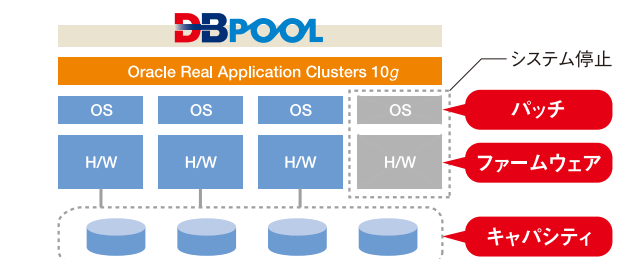 DBPOOL
システム停止
Oracle Real Application Clusters 10g
OS OS OS OS
パッチ
H/W H/W H/W H/W
ファームウェア
キャパシティ